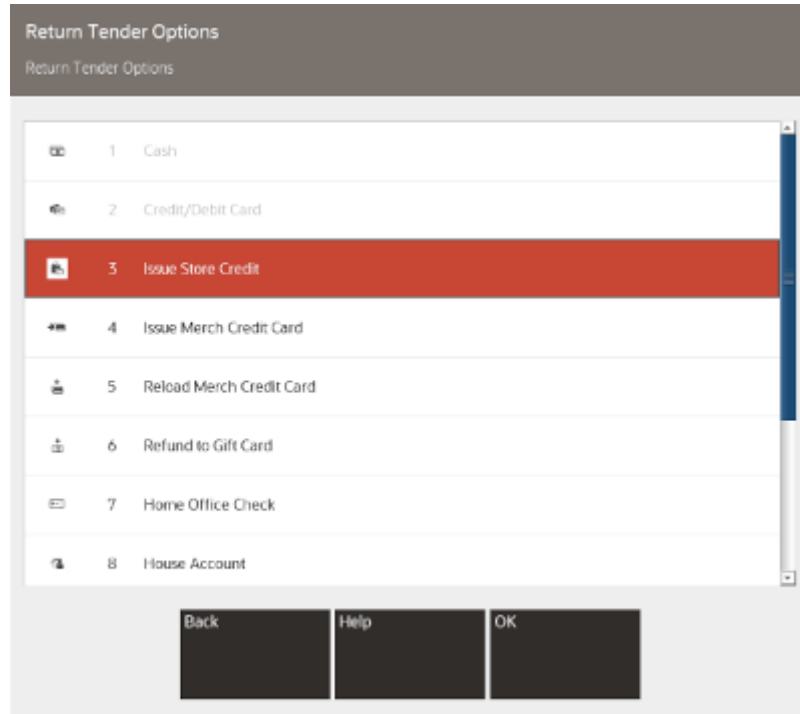 Return Tender Options
Return Tender Options
1 Cash
2 Credit/Debit Card
3 Issue Store Credit
4 Issue Merch Credit Card
5 Reload Merch Credit Card
6 Refund to Gift Card
7 Home Office Check
8 House Account
Back Help OK